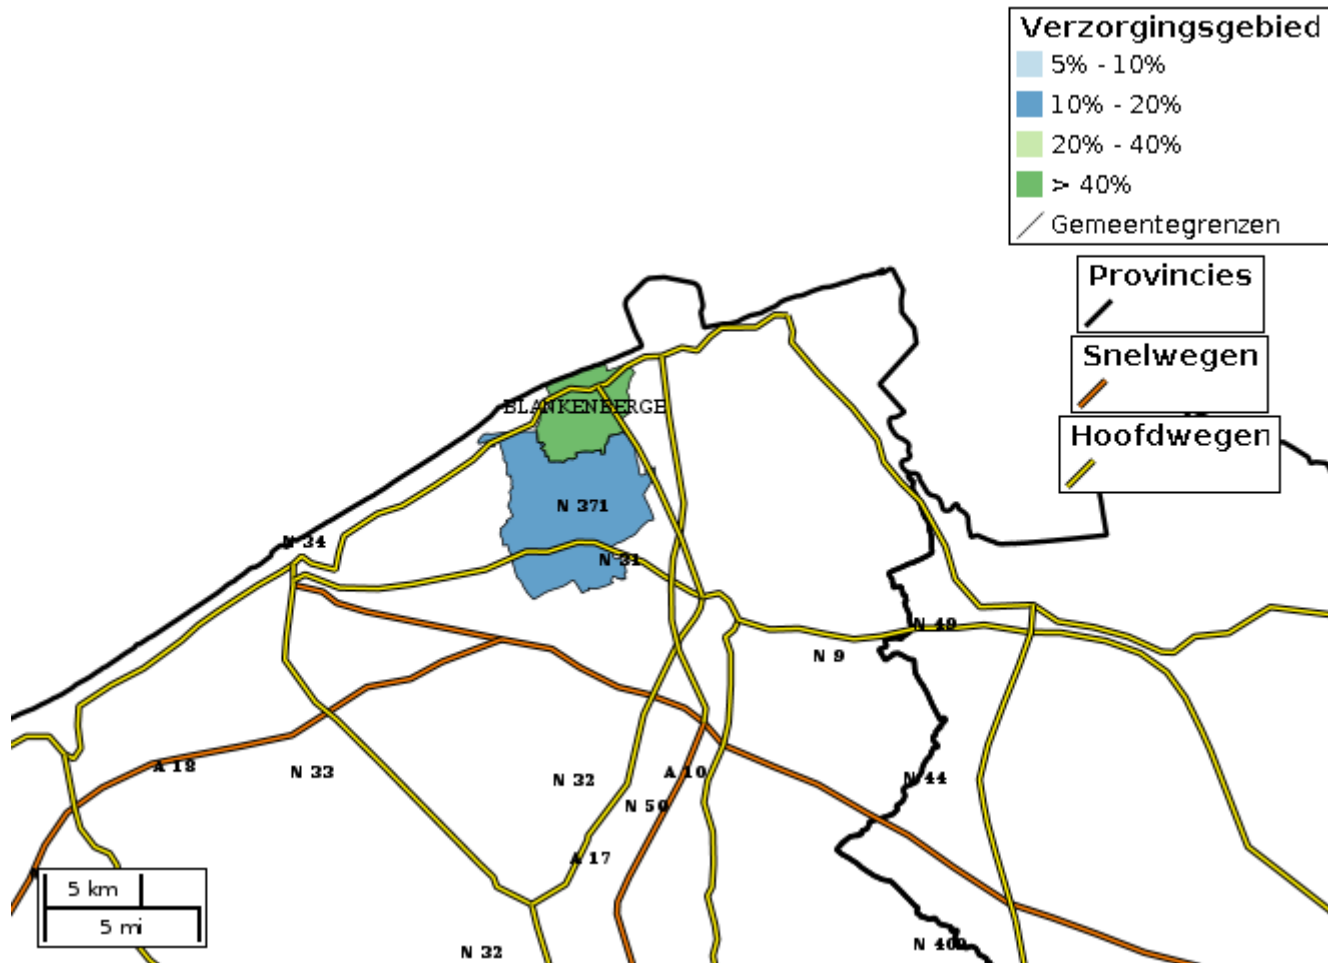 Verzorgingsgebied
5% - 10%
10% - 20%
20% - 40%
> 40%
Gemeentegrenzen
Provincies
Snelwegen
Hoofdwegen
BLANKENBERGE
N 371
N 34
N 31
N 49
N 9
A 18
N 33
N 32
A 10
N 44
N 50
A 17
5 km
5 mi
N 32